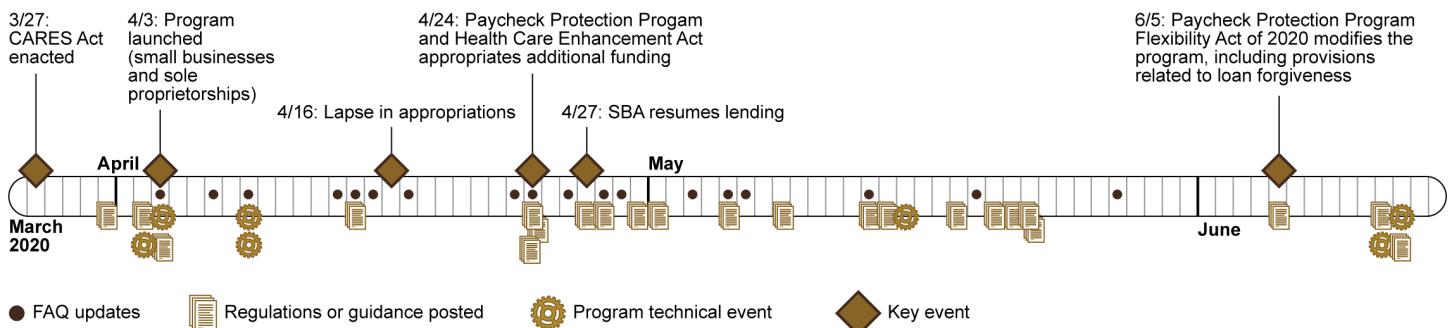 3/27:
CARES Act
enacted
4/3: Program
launched
(small businesses
and sole
proprietorships)
4/16: Lapse in appropriations
4/24: Paycheck Protection Progam
and Health Care Enhancement Act
appropriates additional funding
4/27: SBA resumes lending
6/5: Paycheck Protection Program
Flexibility Act of 2020 modifies the
program, including provisions
related to loan forgiveness
April
May
March
2020
June
FAQ updates
Regulations or guidance posted
Program technical event
Key event